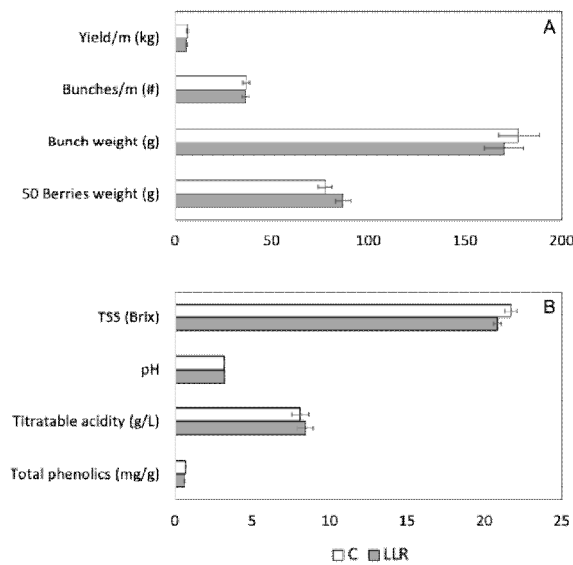 A
Yield/m (kg)
Bunches/m (#)
Bunch weight (g)
50 Berries weight (g)
0 50 100 150 200
B
TSS (Brix)
pH
Titratable acidity (g/L)
Total phenolics (mg/g)
0 5 10 15 20 25
C LLR